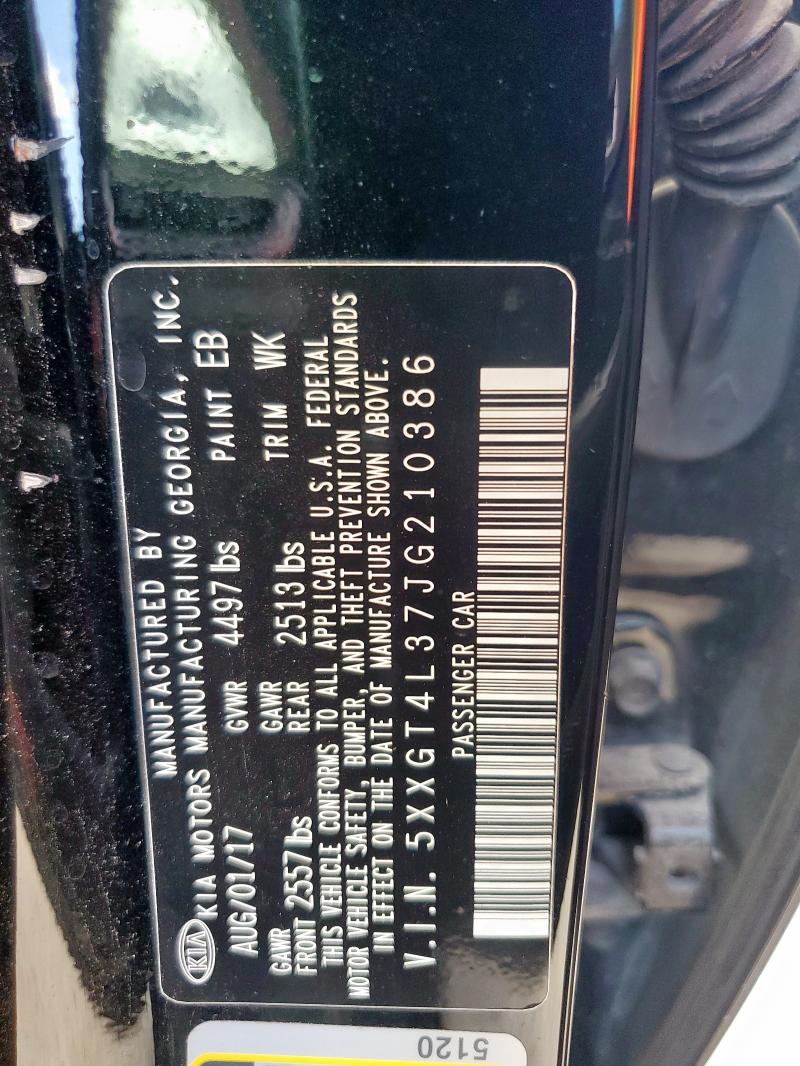 MANUFACTURED BY
KIA KIA MOTORS MANUFACTURING GEORGIA, INC.
AUG/01/17 GVWR 4497 lbs PAINT EB
GAWR FRONT 2557 lbs GAWR REAR 2513 lbs TRIM WK
THIS VEHICLE CONFORMS TO ALL APPLICABLE U.S.A. FEDERAL
MOTOR VEHICLE SAFETY, BUMPER, AND THEFT PREVENTION STANDARDS
IN EFFECT ON THE DATE OF MANUFACTURE SHOWN ABOVE.
V.I.N. 5XXGT4L37JG210386
PASSENGER CAR
5120